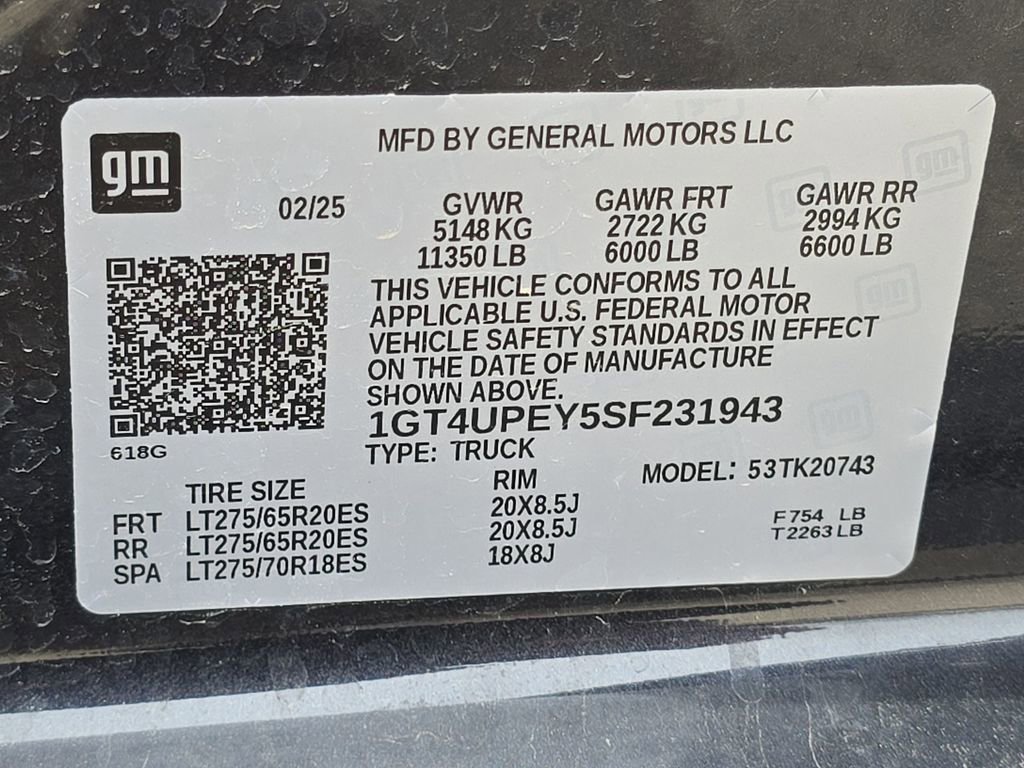 gm
MFD BY GENERAL MOTORS LLC
02/25
GVWR GAWR FRT GAWR RR
5148 KG 2722 KG 2994 KG
11350 LB 6000 LB 6600 LB
THIS VEHICLE CONFORMS TO ALL
APPLICABLE U.S. FEDERAL MOTOR
VEHICLE SAFETY STANDARDS IN EFFECT
ON THE DATE OF MANUFACTURE
SHOWN ABOVE.
1GT4UPEY5SF231943
618G
TYPE: TRUCK
MODEL: 53TK20743
TIRE SIZE RIM
FRT LT275/65R20ES 20X8.5J
RR LT275/65R20ES 20X8.5J
SPA LT275/70R18ES 18X8J
F 754 LB
T 2263 LB